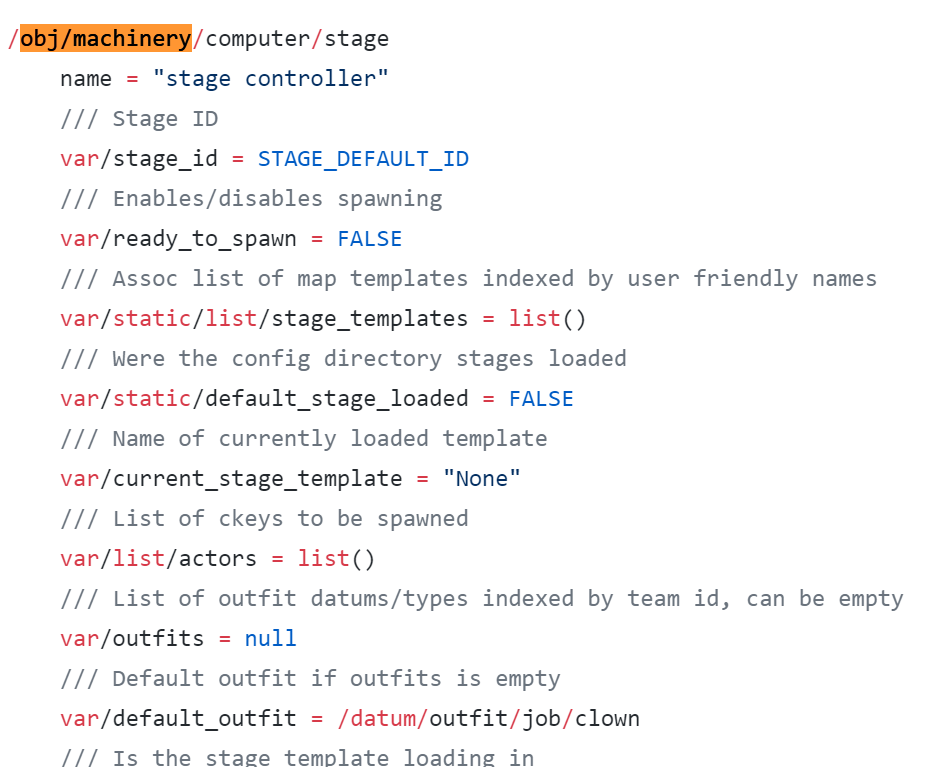 /obj/machinery/computer/stage
name = "stage controller"
/// Stage ID
var/stage_id = STAGE_DEFAULT_ID
/// Enables/disables spawning
var/ready_to_spawn = FALSE
/// Assoc list of map templates indexed by user friendly names
var/static/list/stage_templates = list()
/// Were the config directory stages loaded
var/static/default_stage_loaded = FALSE
/// Name of currently loaded template
var/current_stage_template = "None"
/// List of ckeys to be spawned
var/list/actors = list()
/// List of outfit datums/types indexed by team id, can be empty
var/outfits = null
/// Default outfit if outfits is empty
var/default_outfit = /datum/outfit/job/clown
/// Is the stage template loading in